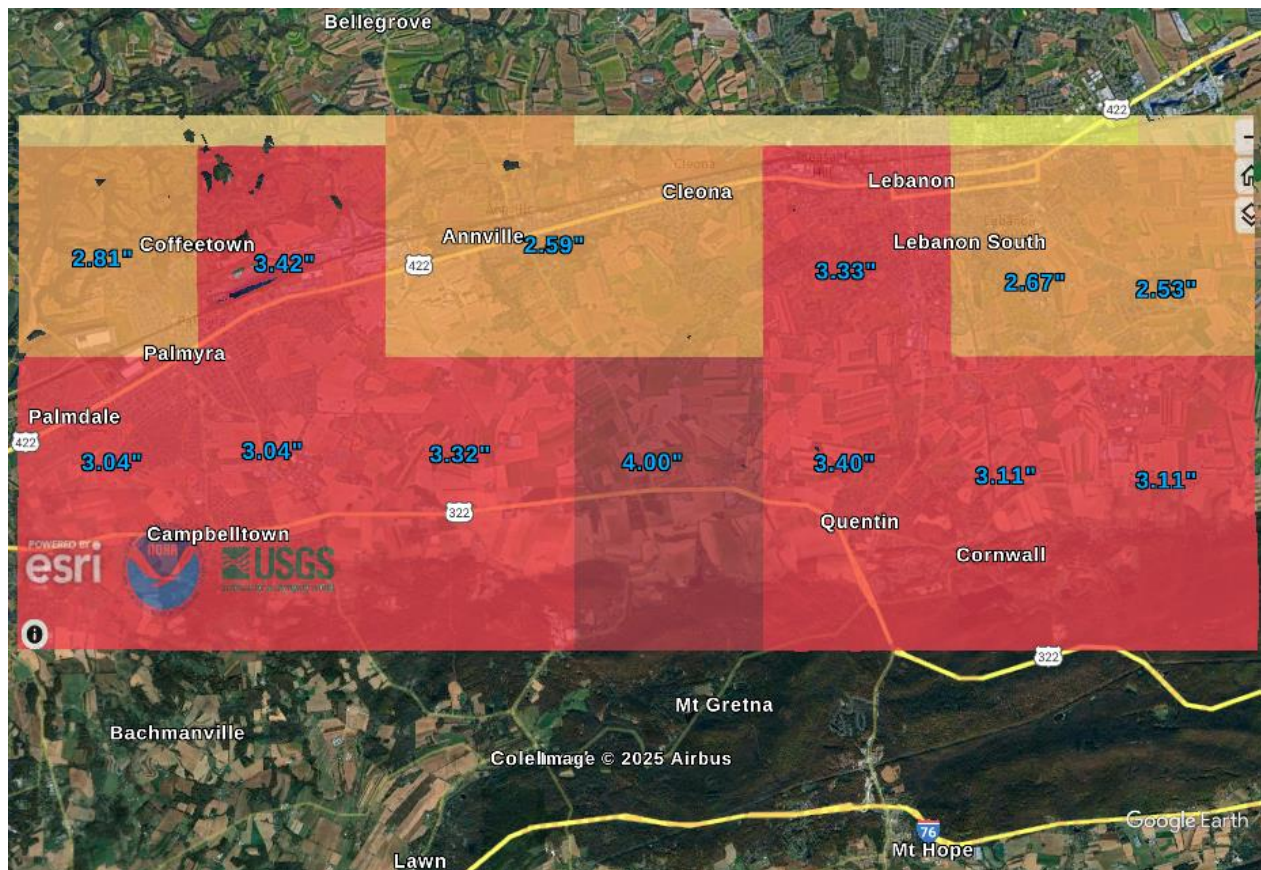 Bellegrove
422
Cleona
Lebanon
Coffeetown
Annville
Lebanon South
2.81"
3.42"
422
2.59"
3.33"
2.67"
2.53"
Palmyra
Palmdale
422
3.04"
3.04"
3.32"
4.00"
3.40"
3.11"
3.11"
322
Quentin
Campbelltown
Cornwall
POWERED BY
esri
NOAA
USGS
322
Mt Gretna
Bachmanville
Image © 2025 Airbus
Google Earth
76
Mt Hope
Lawn